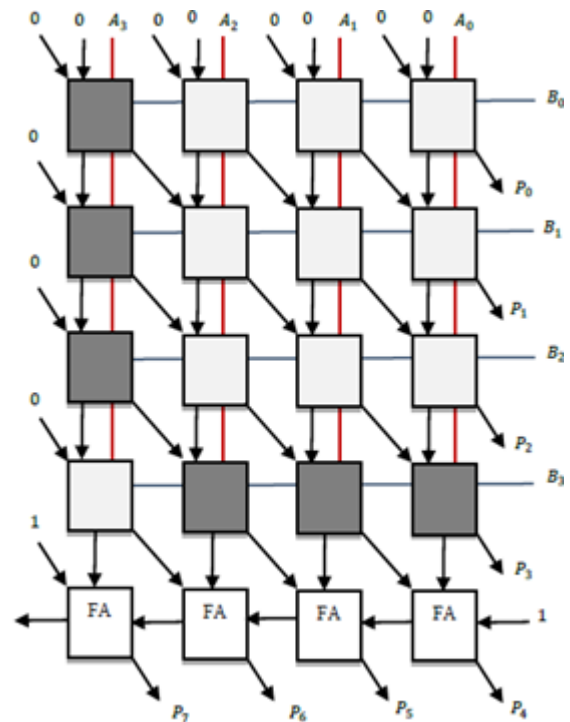 0 0 A₃ 0 0 A₂ 0 0 A₁ 0 0 A₀
B₀
0
P₀
B₁
0
P₁
B₂
0
P₂
B₃
1
P₃
FA FA FA FA 1
P₇ P₆ P₅ P₄